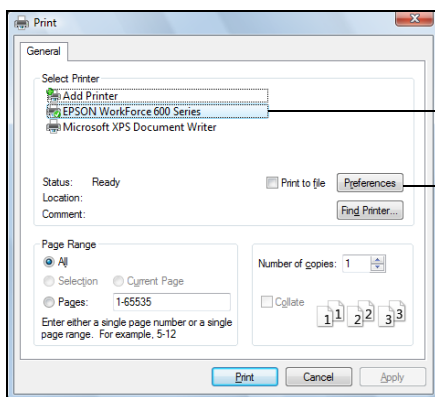 Print
General
Select Printer
Add Printer
EPSON WorkForce 600 Series
Microsoft XPS Document Writer
Status: Ready
Print to file
Preferences
Location:
Comment:
Find Printer...
Page Range
All
Selection
Current Page
Pages: 1-65535
Enter either a single page number or a single
page range. For example, 5-12
Number of copies: 1
Collate
1 1 2 2 3 3
Print
Cancel
Apply